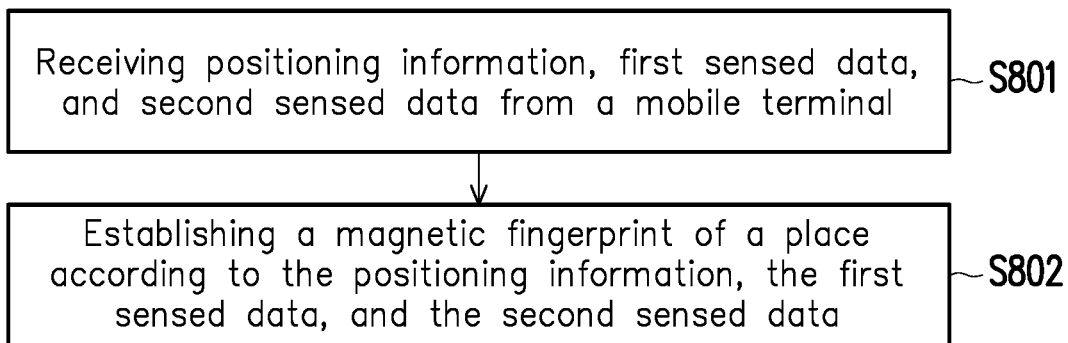 Receiving positioning information, first sensed data,
and second sensed data from a mobile terminal
S801
Establishing a magnetic fingerprint of a place
according to the positioning information, the first
sensed data, and the second sensed data
S802